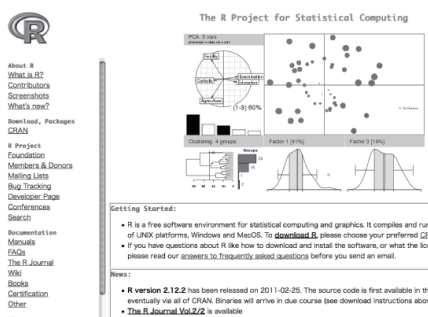 The R Project for Statistical Computing
About R
What is R?
Contributors
Screenshots
What's new?
Download, Packages
CRAN
R Project
Foundation
Members & Donors
Mailing Lists
Bug Tracking
Developer Page
Conferences
Search
Documentation
Manuals
FAQs
The R Journal
Wiki
Books
Certification
Other
PCA 5 vars
Fertility
Catholic
Examination
Education
Agriculture
(1-3) 60%
Clustering 4 groups
Groups
Factor 1 [41%]
Factor 3 [19%]
Getting Started:
• R is a free software environment for statistical computing and graphics. It compiles and run
of UNIX platforms, Windows and MacOS. To download R, please choose your preferred CR
• If you have questions about R like how to download and install the software, or what the lice
please read our answers to frequently asked questions before you send an email.
News:
• R version 2.12.2 has been released on 2011-02-25. The source code is first available in th
eventually via all of CRAN. Binaries will arrive in due course (see download instructions abov
• The R Journal Vol.2/2 is available